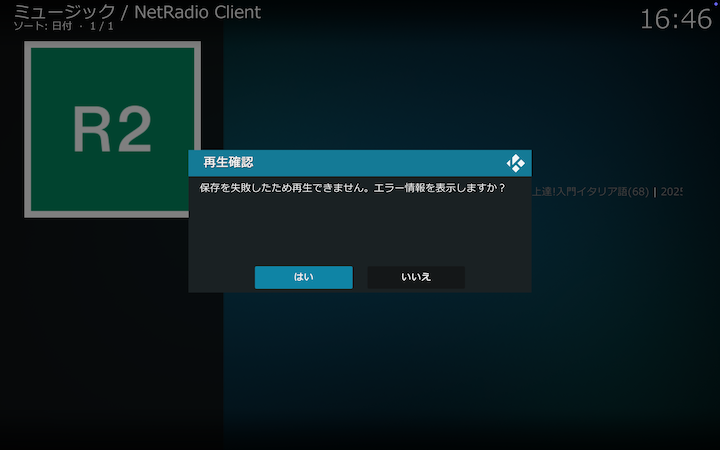 ミュージック / NetRadio Client
ソート: 日付 · 1 / 1
16:46
R2
再生確認
保存を失敗したため再生できません。エラー情報を表示しますか？
上達!入門イタリア語(68) | 202
はい
いいえ